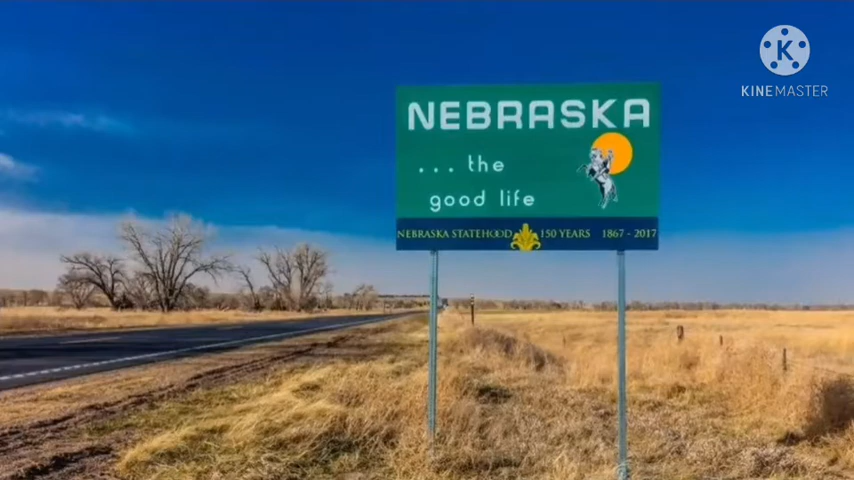 K
KINEMASTER
NEBRASKA
...the
good life
NEBRASKA STATEHOOD 150 YEARS 1867 - 2017